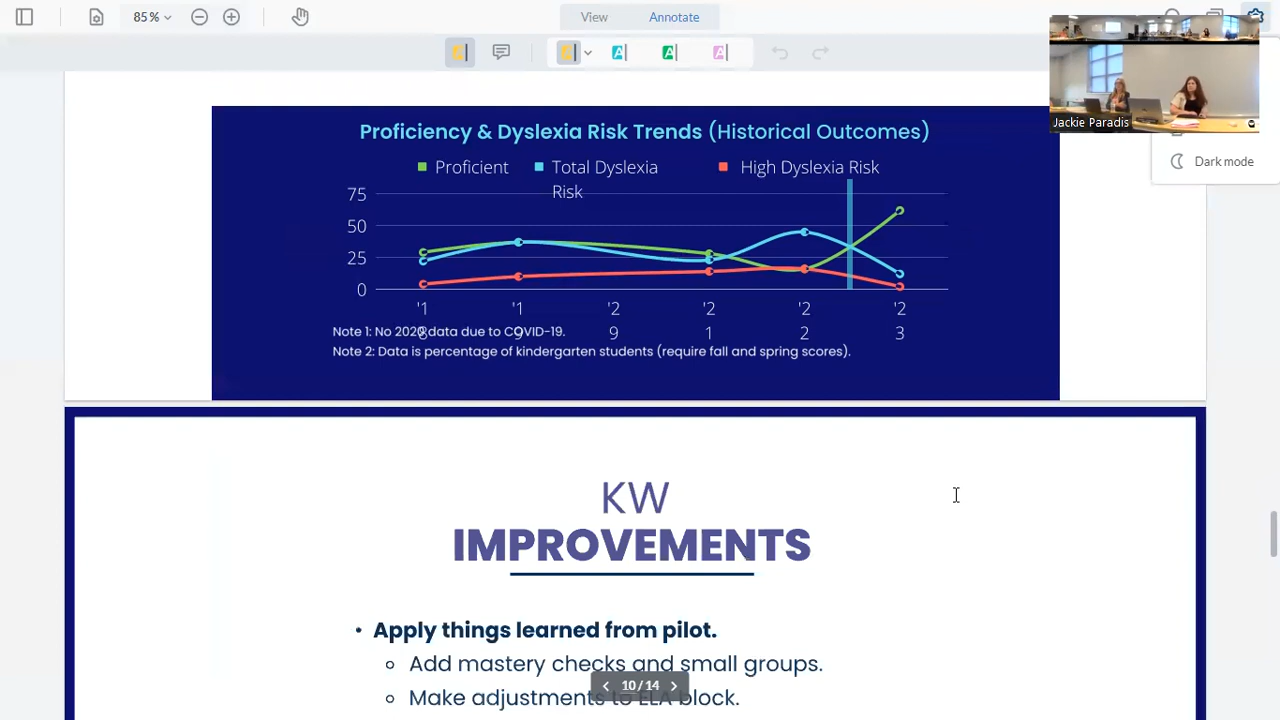 85%
View
Annotate
Jackie Paradis
Dark mode
Proficiency & Dyslexia Risk Trends (Historical Outcomes)
Proficient
Total Dyslexia
Risk
High Dyslexia Risk
75
50
25
0
'1
8
'1
9
'2
9
'2
1
'2
2
'2
3
Note 1: No 2020 data due to COVID-19.
Note 2: Data is percentage of kindergarten students (require fall and spring scores).
KW
IMPROVEMENTS
• Apply things learned from pilot.
○ Add mastery checks and small groups.
○ Make adjustments to ELA block.
10 / 14